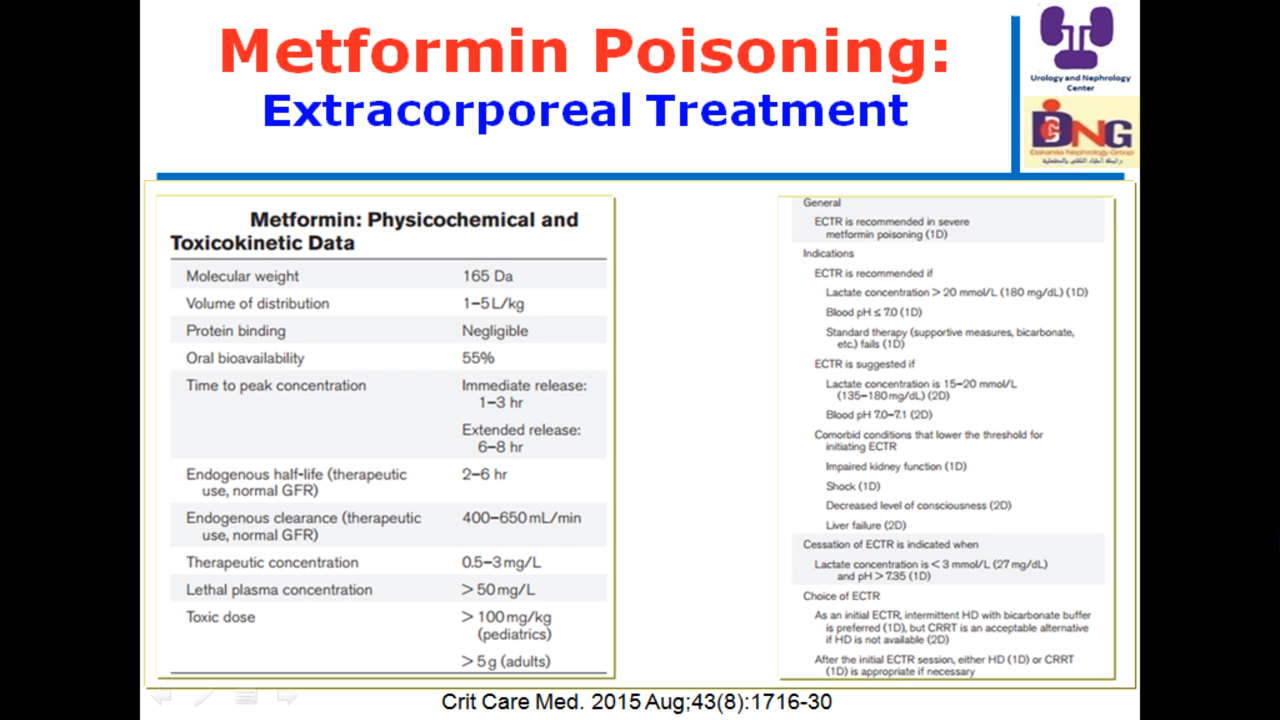 Metformin Poisoning:
Extracorporeal Treatment
Urology and Nephrology
Center
DNG
Dakahlia Nephrology Group
Metformin: Physicochemical and
Toxicokinetic Data
Molecular weight 165 Da
Volume of distribution 1–5 L/kg
Protein binding Negligible
Oral bioavailability 55%
Time to peak concentration Immediate release:
1–3 hr
Extended release:
6–8 hr
Endogenous half-life (therapeutic 2–6 hr
use, normal GFR)
Endogenous clearance (therapeutic 400–650 mL/min
use, normal GFR)
Therapeutic concentration 0.5–3 mg/L
Lethal plasma concentration > 50 mg/L
Toxic dose > 100 mg/kg
(pediatrics)
> 5 g (adults)
General
ECTR is recommended in severe
metformin poisoning (1D)
Indications
ECTR is recommended if
Lactate concentration > 20 mmol/L (180 mg/dL) (1D)
Blood pH ≤ 7.0 (1D)
Standard therapy (supportive measures, bicarbonate,
etc.) fails (1D)
ECTR is suggested if
Lactate concentration is 15–20 mmol/L
(135–180 mg/dL) (2D)
Blood pH 7.0–7.1 (2D)
Comorbid conditions that lower the threshold for
initiating ECTR
Impaired kidney function (1D)
Shock (1D)
Decreased level of consciousness (2D)
Liver failure (2D)
Cessation of ECTR is indicated when
Lactate concentration is < 3 mmol/L (27 mg/dL)
and pH > 7.35 (1D)
Choice of ECTR
As an initial ECTR, intermittent HD with bicarbonate buffer
is preferred (1D), but CRRT is an acceptable alternative
if HD is not available (2D)
After the initial ECTR session, either HD (1D) or CRRT
(1D) is appropriate if necessary
Crit Care Med. 2015 Aug;43(8):1716-30